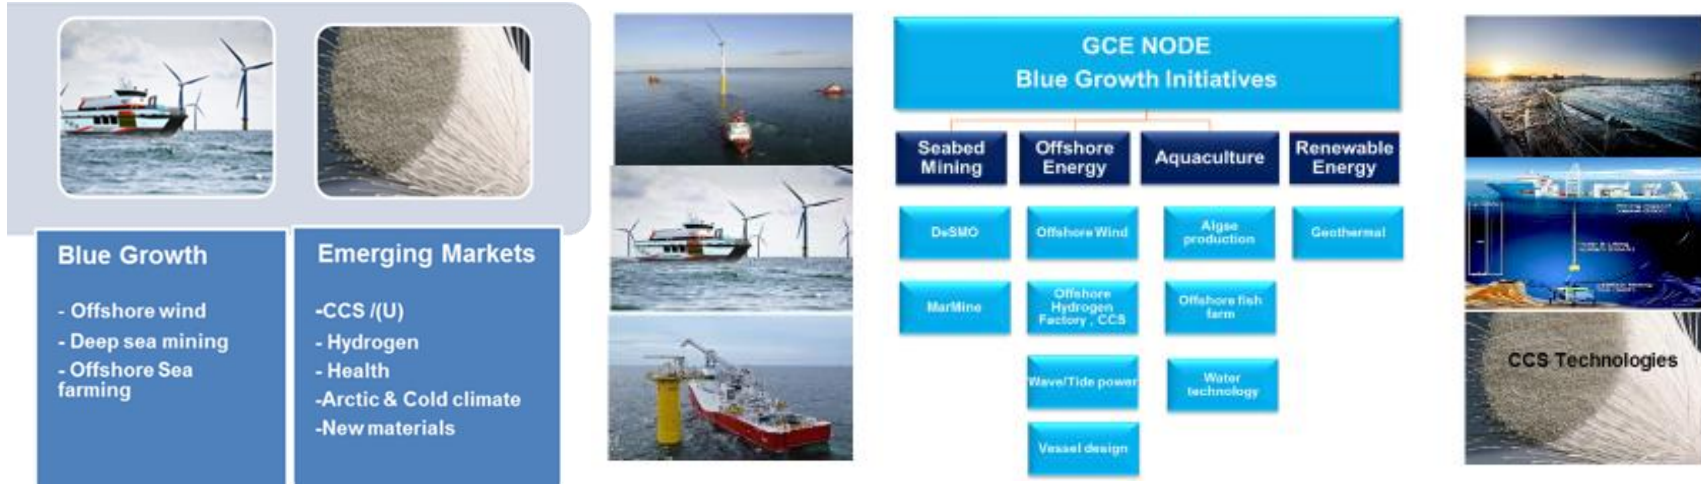 Blue Growth
- Offshore wind
- Deep sea mining
- Offshore Sea
farming
Emerging Markets
-CCS /(U)
- Hydrogen
- Health
-Arctic & Cold climate
-New materials
GCE NODE
Blue Growth Initiatives
Seabed
Mining
Offshore
Energy
Aquaculture
Renewable
Energy
DeSMO
MarMine
Offshore Wind
Offshore
Hydrogen
Factory , CCS
Wave/Tide power
Vessel design
Algae
production
Offshore fish
farm
Water
technology
Geothermal
CCS Technologies